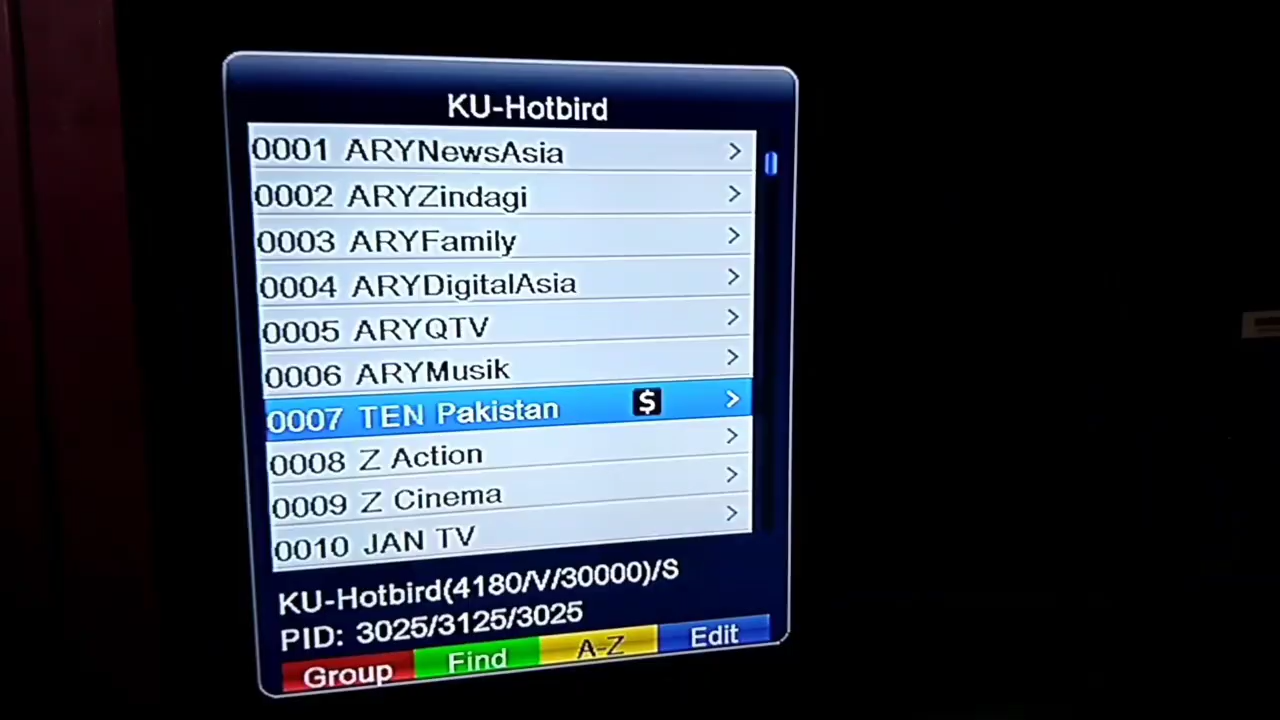 KU-Hotbird
0001 ARYNewsAsia >
0002 ARYZindagi >
0003 ARYFamily >
0004 ARYDigitalAsia >
0005 ARYQTV >
0006 ARYMusik >
0007 TEN Pakistan $ >
0008 Z Action >
0009 Z Cinema >
0010 JAN TV >
KU-Hotbird(4180/V/30000)/S
PID: 3025/3125/3025
Group Find A-Z Edit